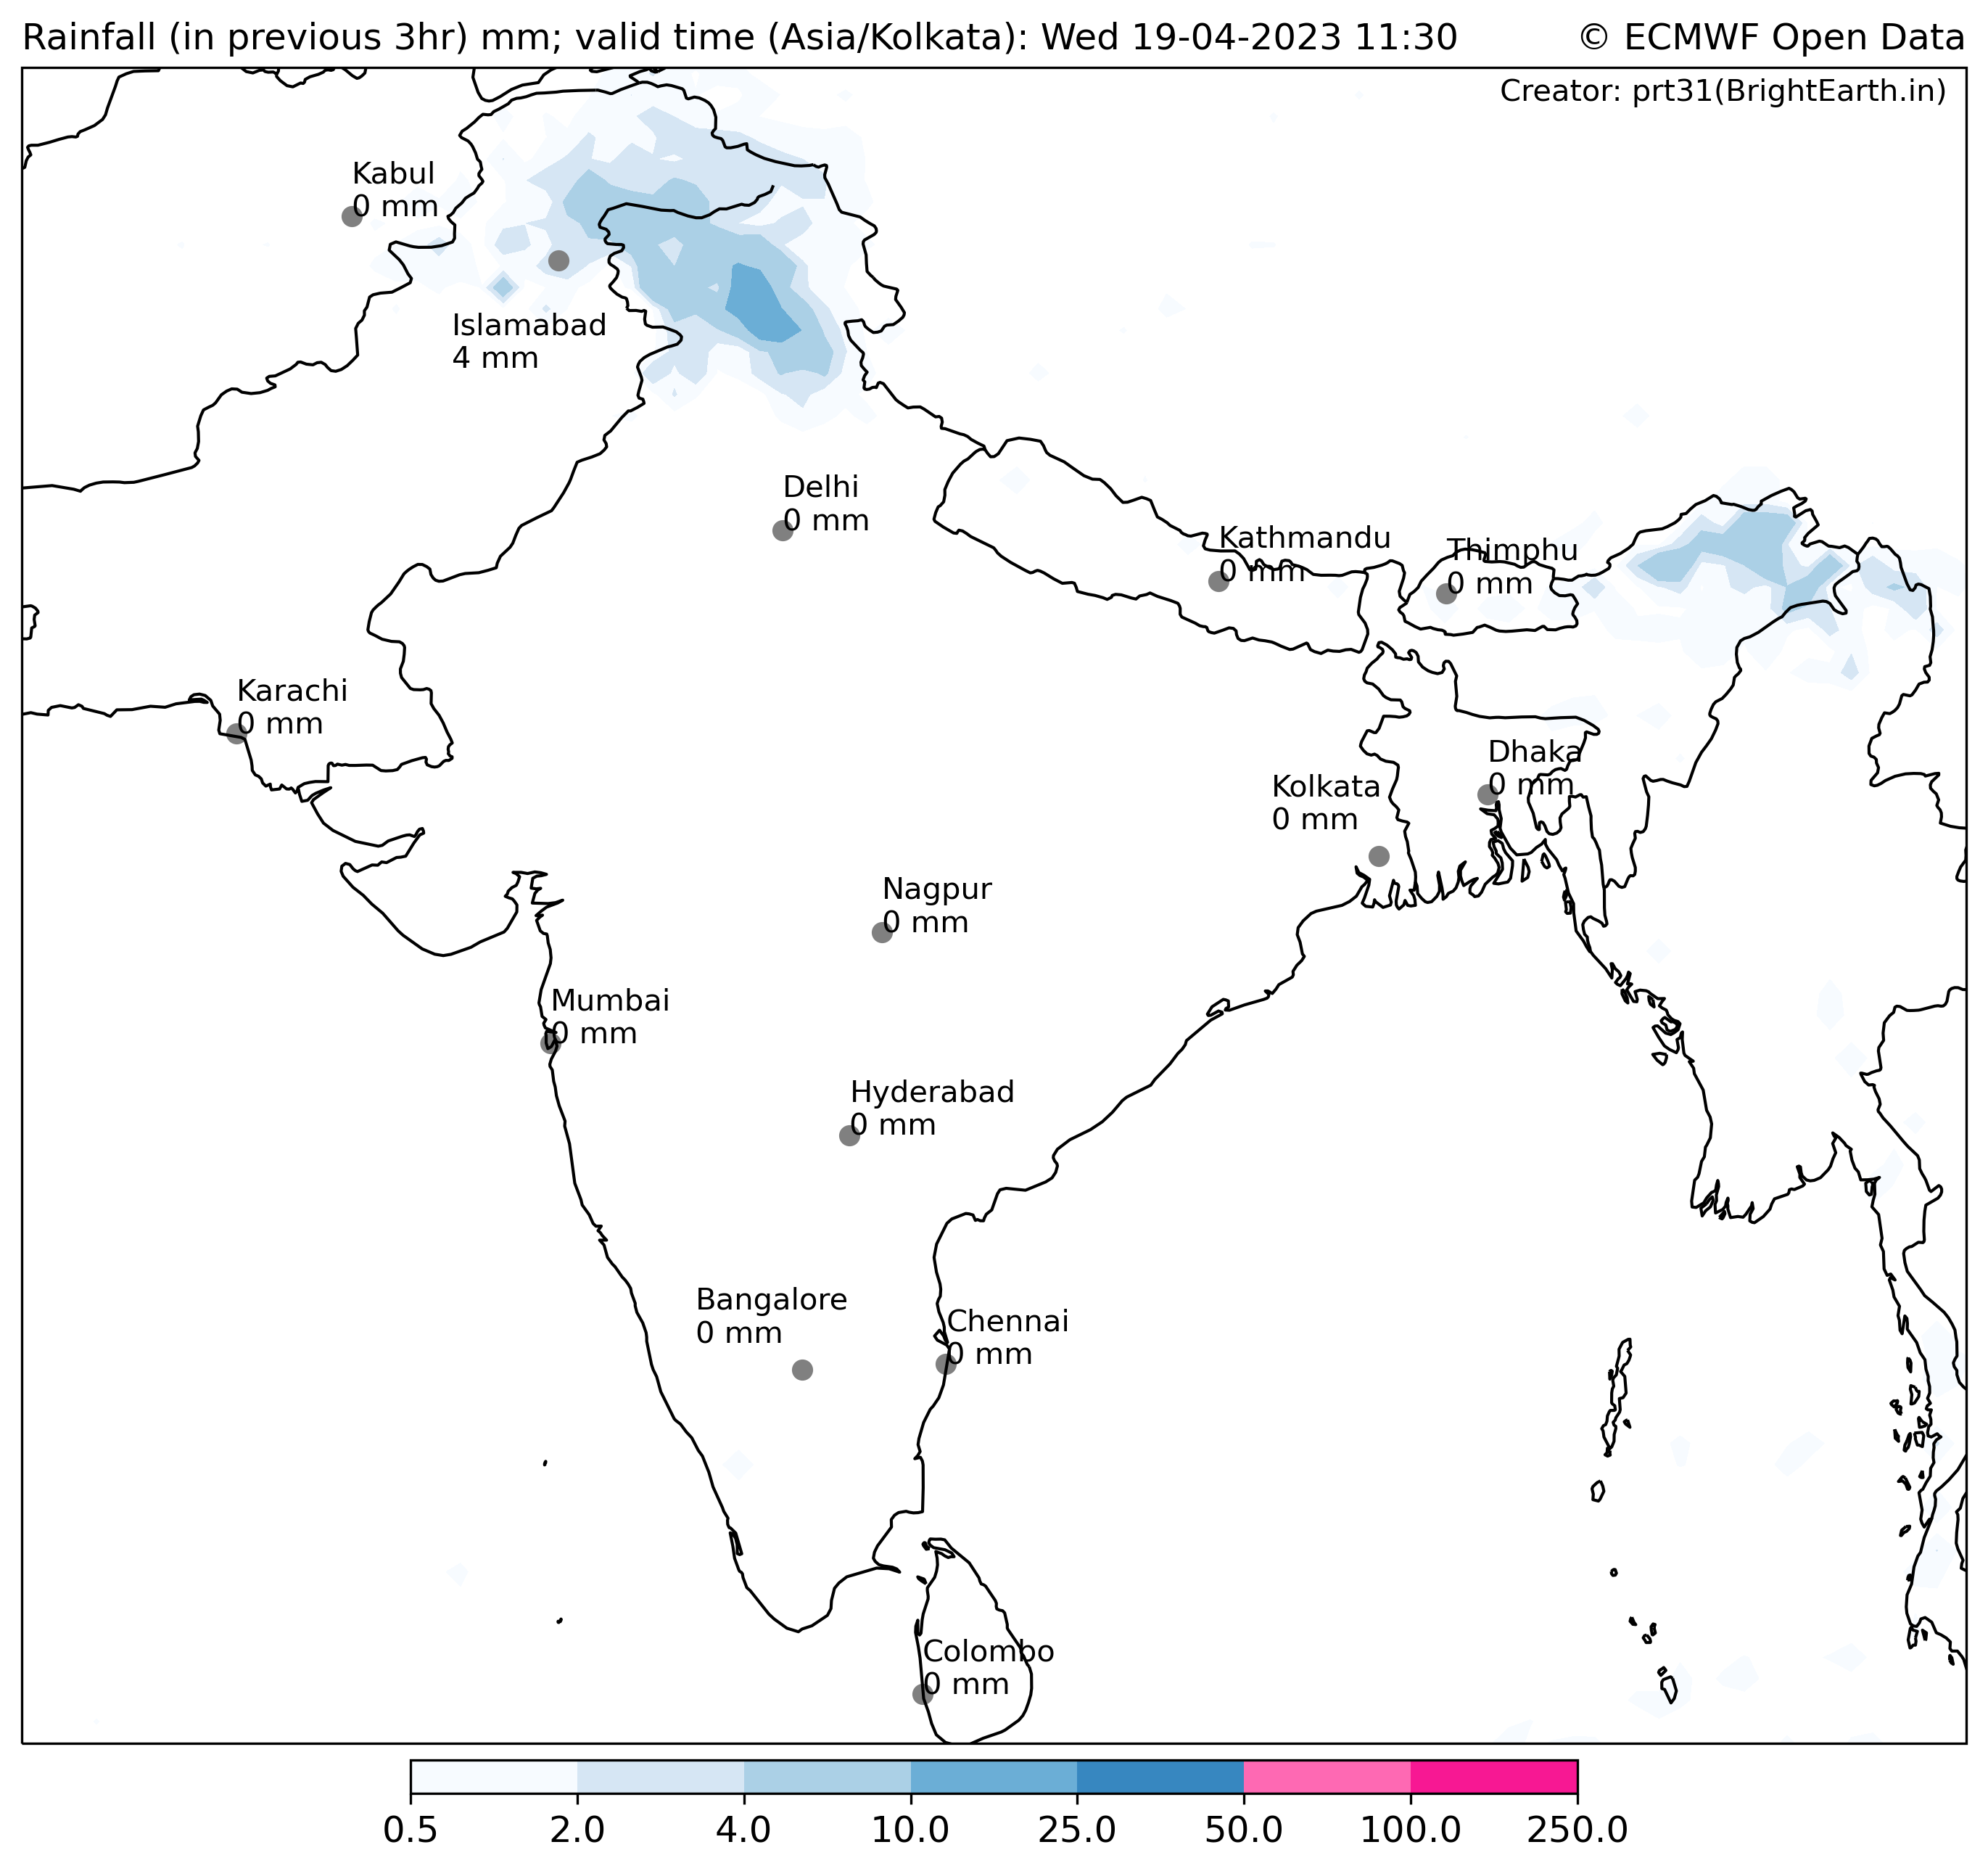 Rainfall (in previous 3hr) mm; valid time (Asia/Kolkata): Wed 19-04-2023 11:30
© ECMWF Open Data
Creator: prt31(BrightEarth.in)
Kabul
0 mm
Islamabad
4 mm
Delhi
0 mm
Kathmandu
0 mm
Thimphu
0 mm
Karachi
0 mm
Dhaka
0 mm
Kolkata
0 mm
Nagpur
0 mm
Mumbai
0 mm
Hyderabad
0 mm
Bangalore
0 mm
Chennai
0 mm
Colombo
0 mm
0.5 2.0 4.0 10.0 25.0 50.0 100.0 250.0